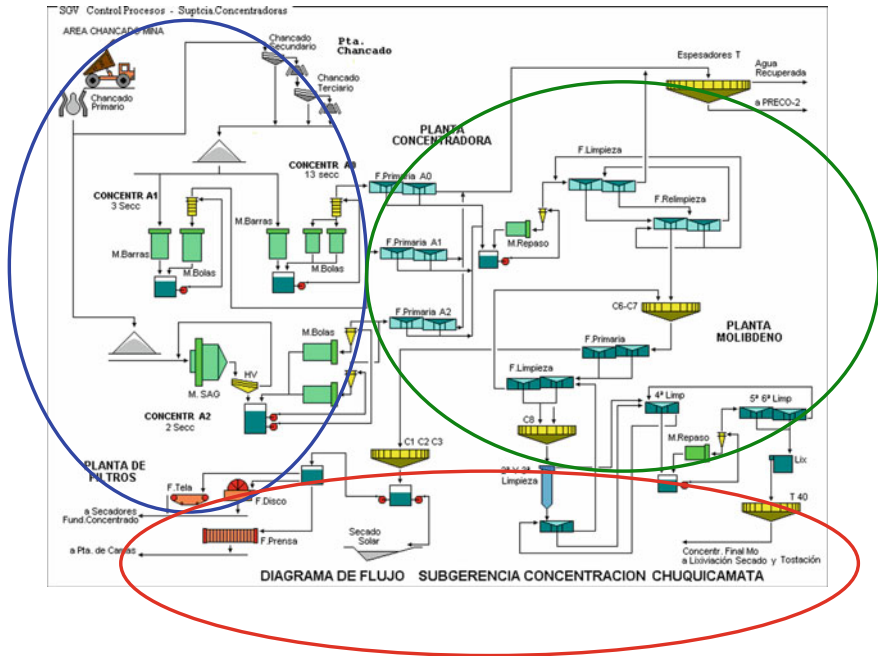 SGV Control Procesos - Suptcia.Concentradoras
AREA CHANCADO MINA
Chancado
Primario
Chancado
Secundario
Pta.
Chancado
Chancado
Terciario
Espesadores T
Agua
Recuperada
a PRECO-2
PLANTA
CONCENTRADORA
CONCENTR A1
3 Secc
13 secc
M.Barras
M.Bolas
M.Barras
M.Bolas
F.Primaria A0
F.Primaria A1
F.Primaria A2
F.Limpieza
F.Relimpieza
M.Repaso
C6-C7
PLANTA
MOLIBDENO
F.Primaria
F.Limpieza
M.Bolas
M. SAG
HV
CONCENTR A2
2 Secc
C8
4ª Limp
5ª 6ª Limp
M.Repaso
Lix
C1 C2 C3
Limpieza
T 40
PLANTA DE
FILTROS
F.Tela
F.Disco
a Secadores
Fund.Concentrado
F.Prensa
a Pta. de Camas
Secado
Solar
Concentr. Final Mo
a Lixiviación Secado y Tostación
DIAGRAMA DE FLUJO SUBGERENCIA CONCENTRACION CHUQUICAMATA